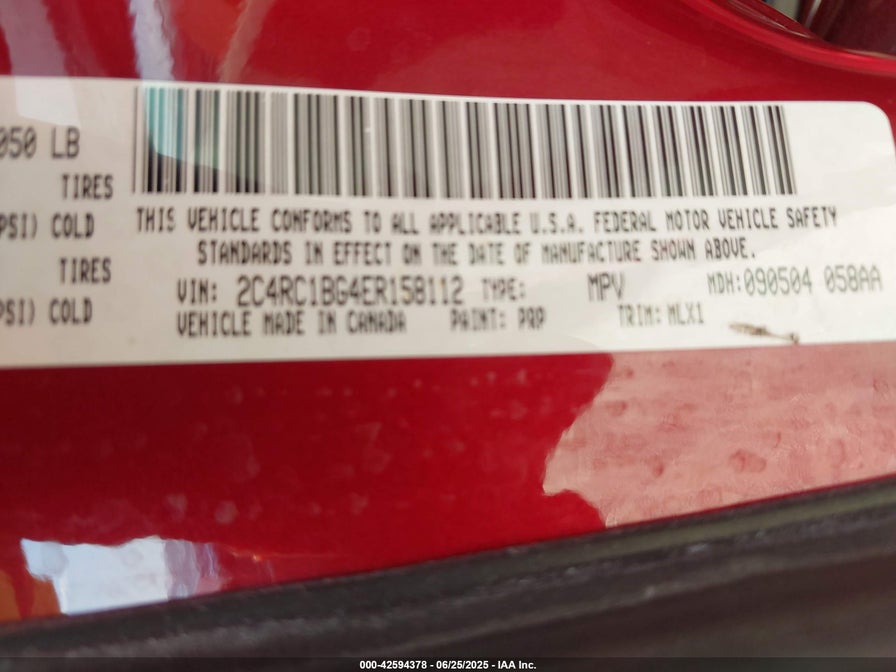 050 LB
TIRES
PSI) COLD
TIRES
PSI) COLD
THIS VEHICLE CONFORMS TO ALL APPLICABLE U.S.A. FEDERAL MOTOR VEHICLE SAFETY
STANDARDS IN EFFECT ON THE DATE OF MANUFACTURE SHOWN ABOVE.
VIN: 2C4RC1BG4ER158112 TYPE: MPV MDH:090504 058AA
VEHICLE MADE IN CANADA PAINT: PRP TRIM: MLX1
000-42594378 - 06/25/2025 - IAA Inc.